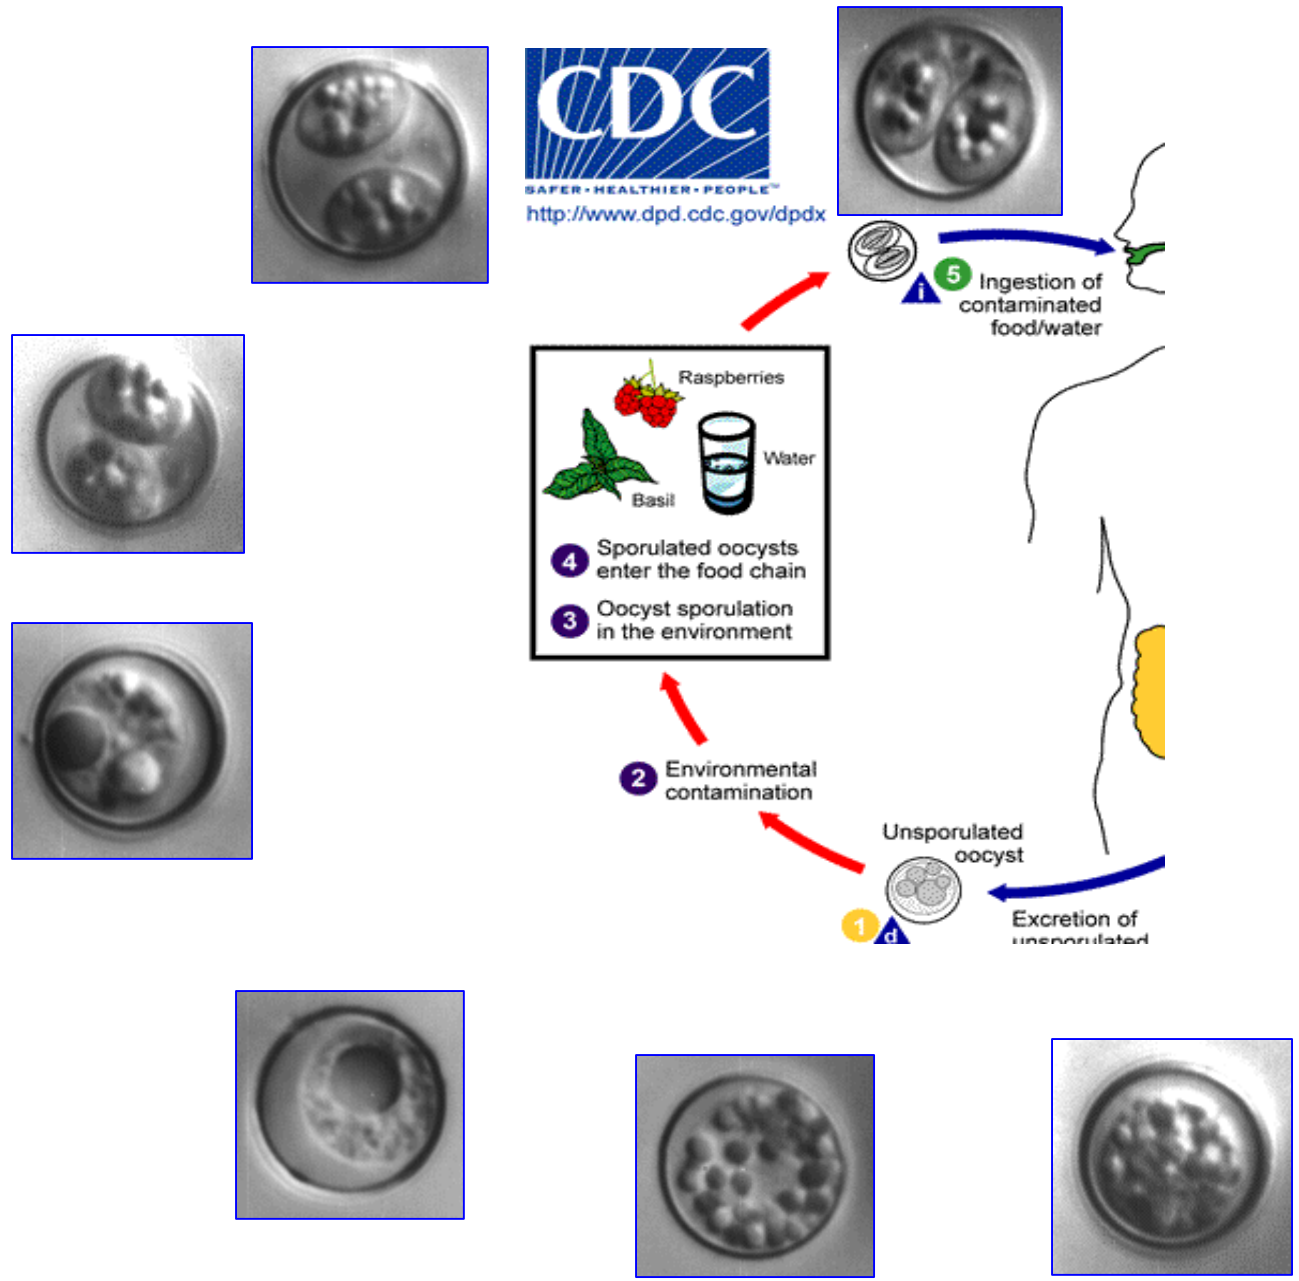 CDC
SAFER • HEALTHIER • PEOPLE™
http://www.dpd.cdc.gov/dpdx
i
5
Ingestion of
contaminated
food/water
Raspberries
Water
Basil
4 Sporulated oocysts
enter the food chain
3 Oocyst sporulation
in the environment
2 Environmental
contamination
Unsporulated
oocyst
1
d
Excretion of
unsporulated